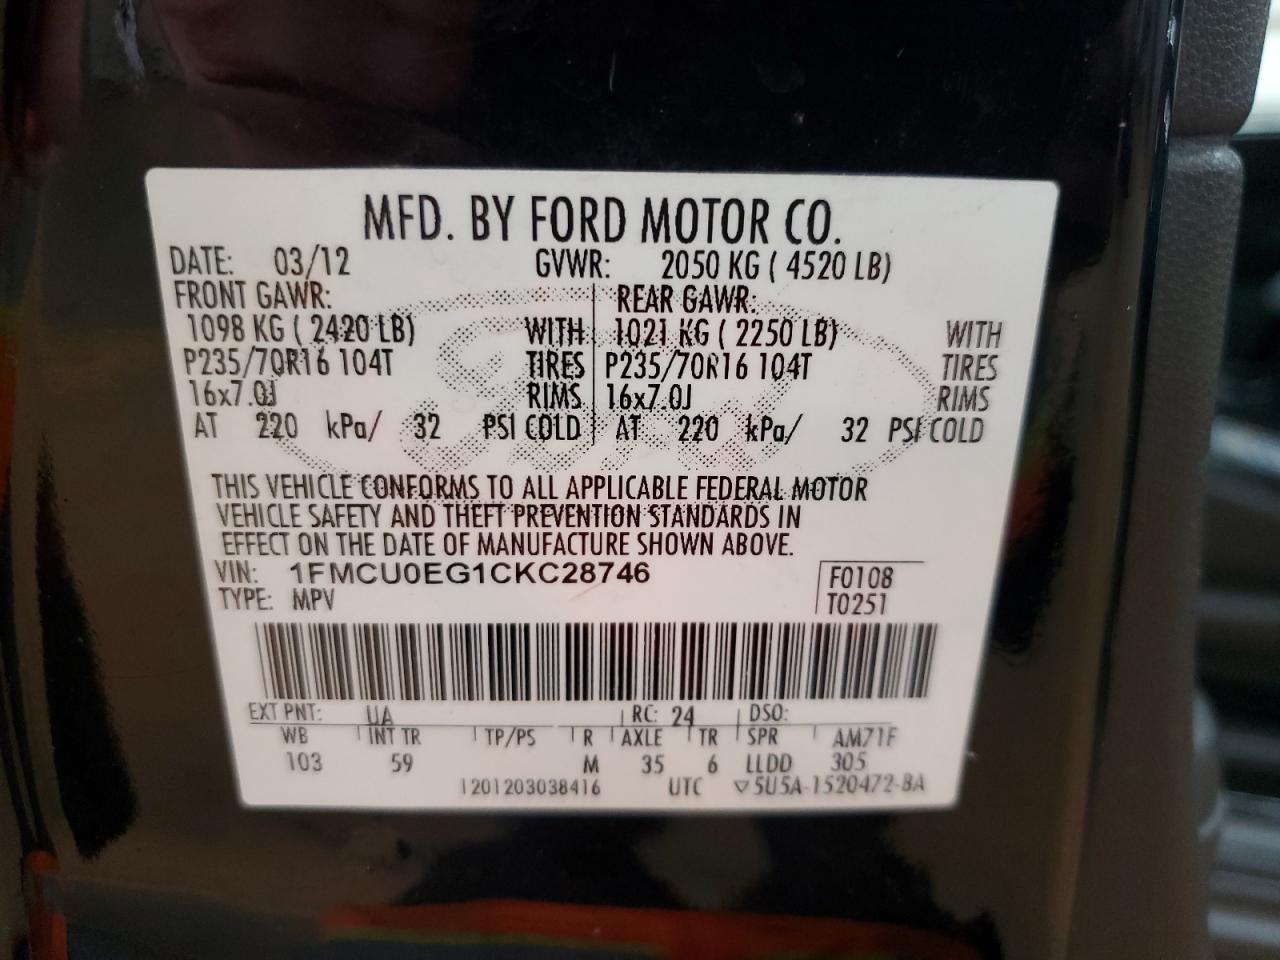 MFD. BY FORD MOTOR CO.
DATE: 03/12 GVWR: 2050 KG ( 4520 LB)
FRONT GAWR: REAR GAWR:
1098 KG ( 2420 LB) WITH 1021 KG ( 2250 LB) WITH
P235/70R16 104T TIRES P235/70R16 104T TIRES
16x7.0J RIMS 16x7.0J RIMS
AT 220 kPa/ 32 PSI COLD AT 220 kPa/ 32 PSI COLD
THIS VEHICLE CONFORMS TO ALL APPLICABLE FEDERAL MOTOR
VEHICLE SAFETY AND THEFT PREVENTION STANDARDS IN
EFFECT ON THE DATE OF MANUFACTURE SHOWN ABOVE.
VIN: 1FMCU0EG1CKC28746 F0108
TYPE: MPV T0251
EXT PNT: UA RC: 24 DSO:
WB INT TR TP/PS R AXLE TR SPR AM71F
103 59 M 35 6 LLDD 305
1201203038416 UTC ▽5U5A-1520472-BA